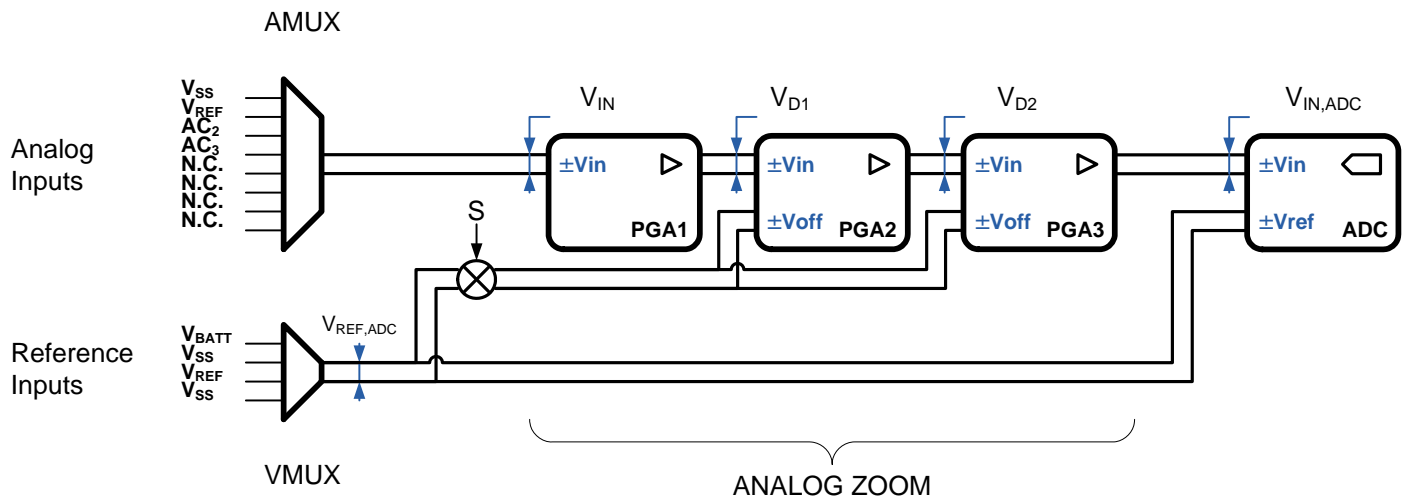 AMUX
Analog
Inputs
VSS
VREF
AC2
AC3
N.C.
N.C.
N.C.
N.C.
VIN
VD1
VD2
VIN,ADC
±Vin
PGA1
±Vin
±Voff
PGA2
±Vin
±Voff
PGA3
±Vin
±Vref
ADC
S
Reference
Inputs
VBATT
VSS
VREF
VSS
VREF,ADC
VMUX
ANALOG ZOOM